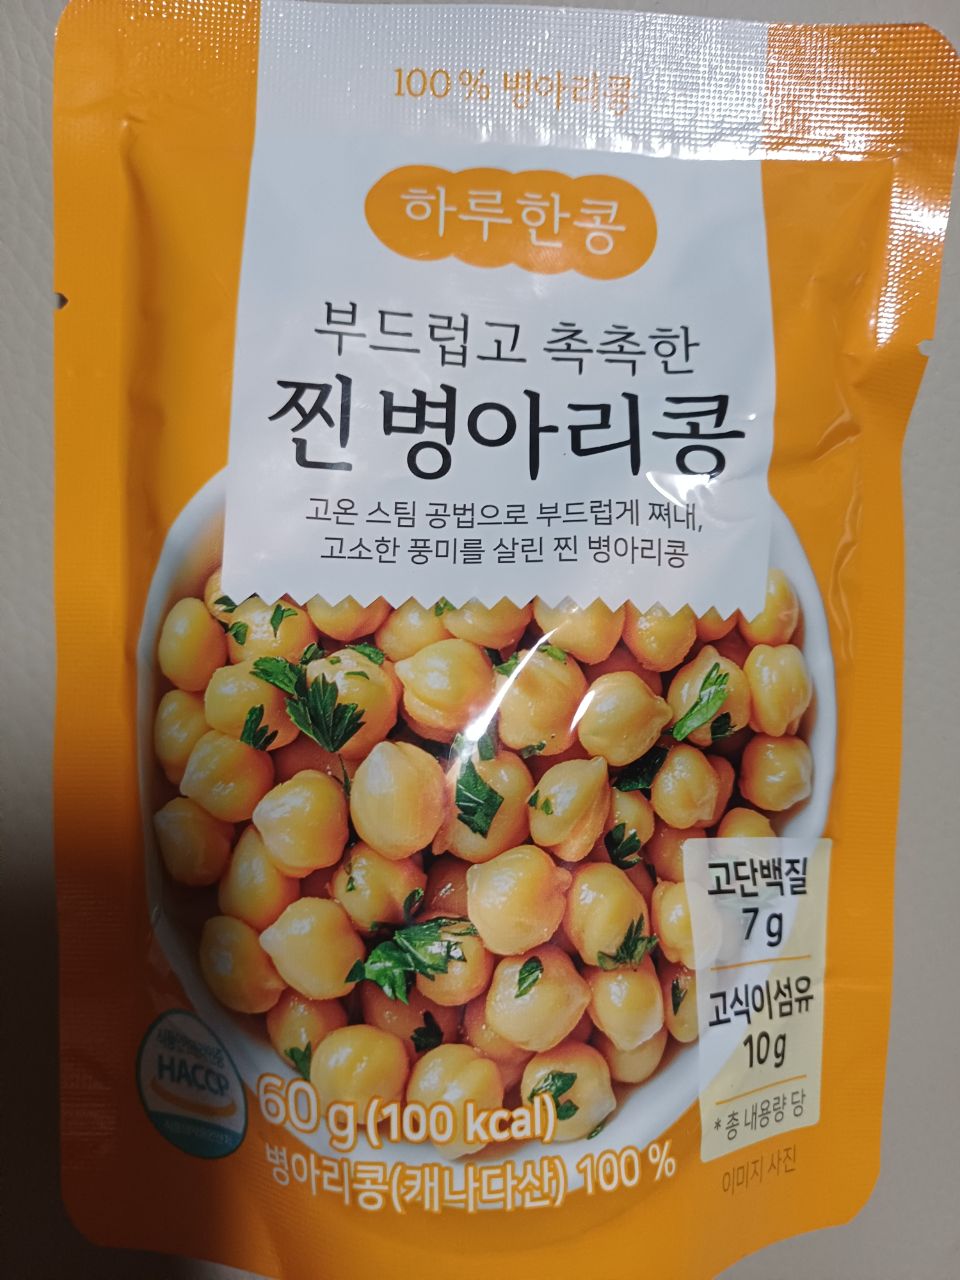 100 % 병아리콩
하루한콩
부드럽고 촉촉한
찐 병아리콩
고온 스팀 공법으로 부드럽게 쪄내,
고소한 풍미를 살린 찐 병아리콩
고단백질
7 g
고식이섬유
10 g
* 총 내용량 당
HACCP
60 g (100 kcal)
병아리콩(캐나다산) 100 %
이미지 사진